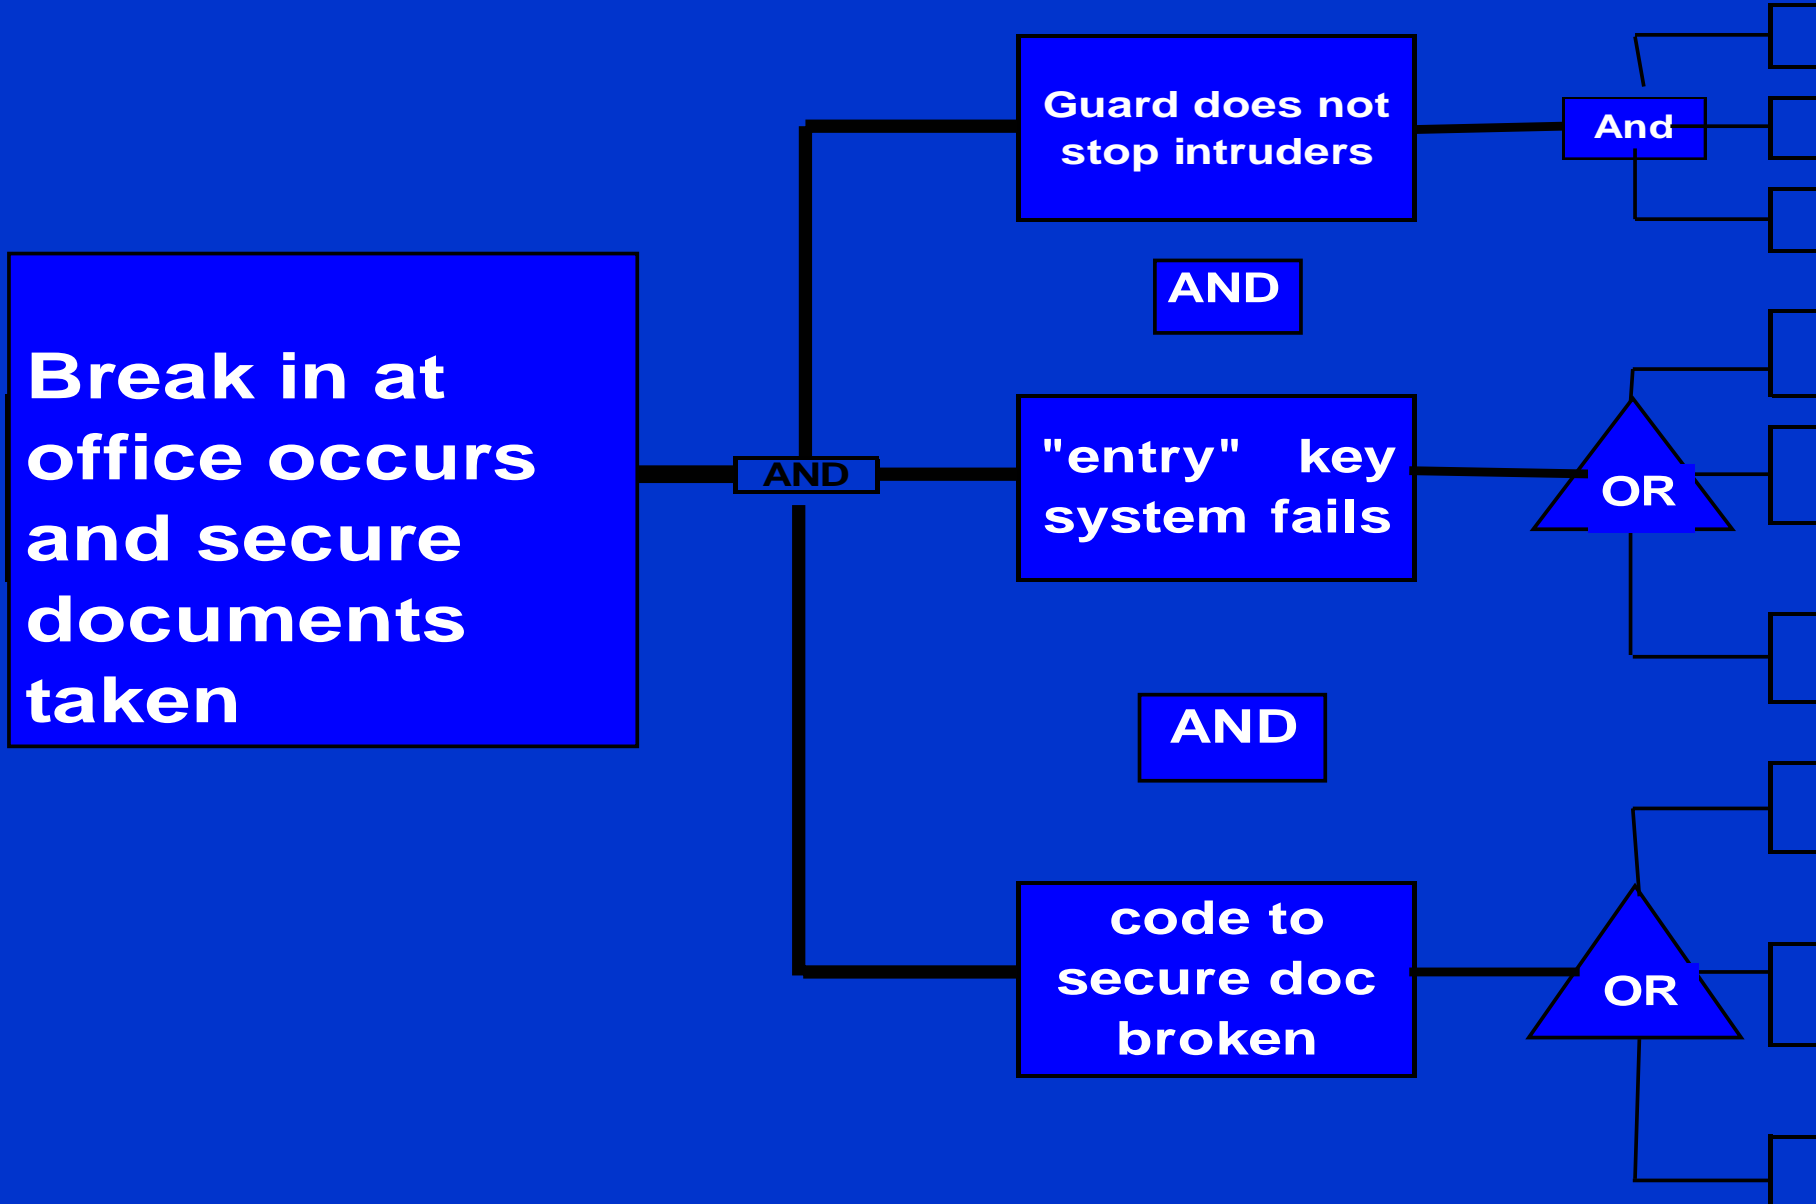 Guard does not
stop intruders
And
AND
Break in at
office occurs
and secure
documents
taken
AND
"entry" key
system fails
OR
AND
code to
secure doc
broken
OR